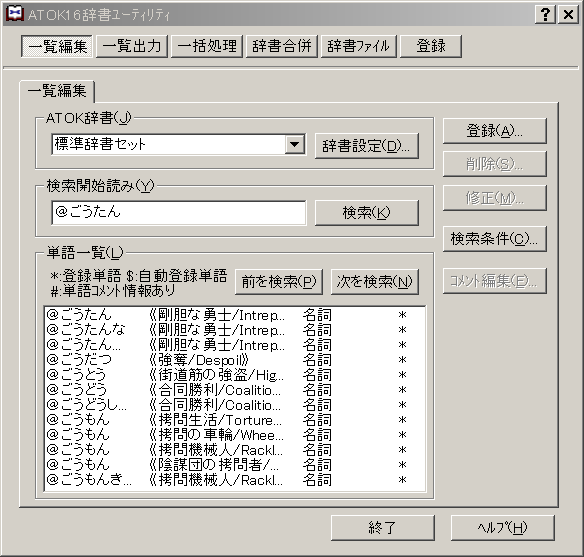 ATOK16辞書ユーティリティ
一覧編集 一覧出力 一括処理 辞書合併 辞書ファイル 登録
一覧編集
ATOK辞書(J)
標準辞書セット 辞書設定(D)...
登録(A)...
削除(S)...
検索開始読み(Y)
修正(M)...
@ごうたん 検索(K)
検索条件(C)...
単語一覧(L)
*:登録単語 $:自動登録単語
#:単語コメント情報あり
前を検索(P) 次を検索(N) コメント編集(E)...
@ごうたん 《剛胆な勇士/Intrep... 名詞 *
@ごうたんな 《剛胆な勇士/Intrep... 名詞 *
@ごうたん... 《剛胆な勇士/Intrep... 名詞 *
@ごうだつ 《強奪/Despoil》 名詞 *
@ごうとう 《街道筋の強盗/Hig... 名詞 *
@ごうどう 《合同勝利/Coalitio... 名詞 *
@ごうどうし... 《合同勝利/Coalitio... 名詞 *
@ごうもん 《拷問生活/Torture... 名詞 *
@ごうもん 《拷問の車輪/Whee... 名詞 *
@ごうもん 《拷問機械人/Rackl... 名詞 *
@ごうもん 《陰謀団の拷問者/... 名詞 *
@ごうもんき... 《拷問機械人/Rackl... 名詞 *
終了 ヘルプ(H)